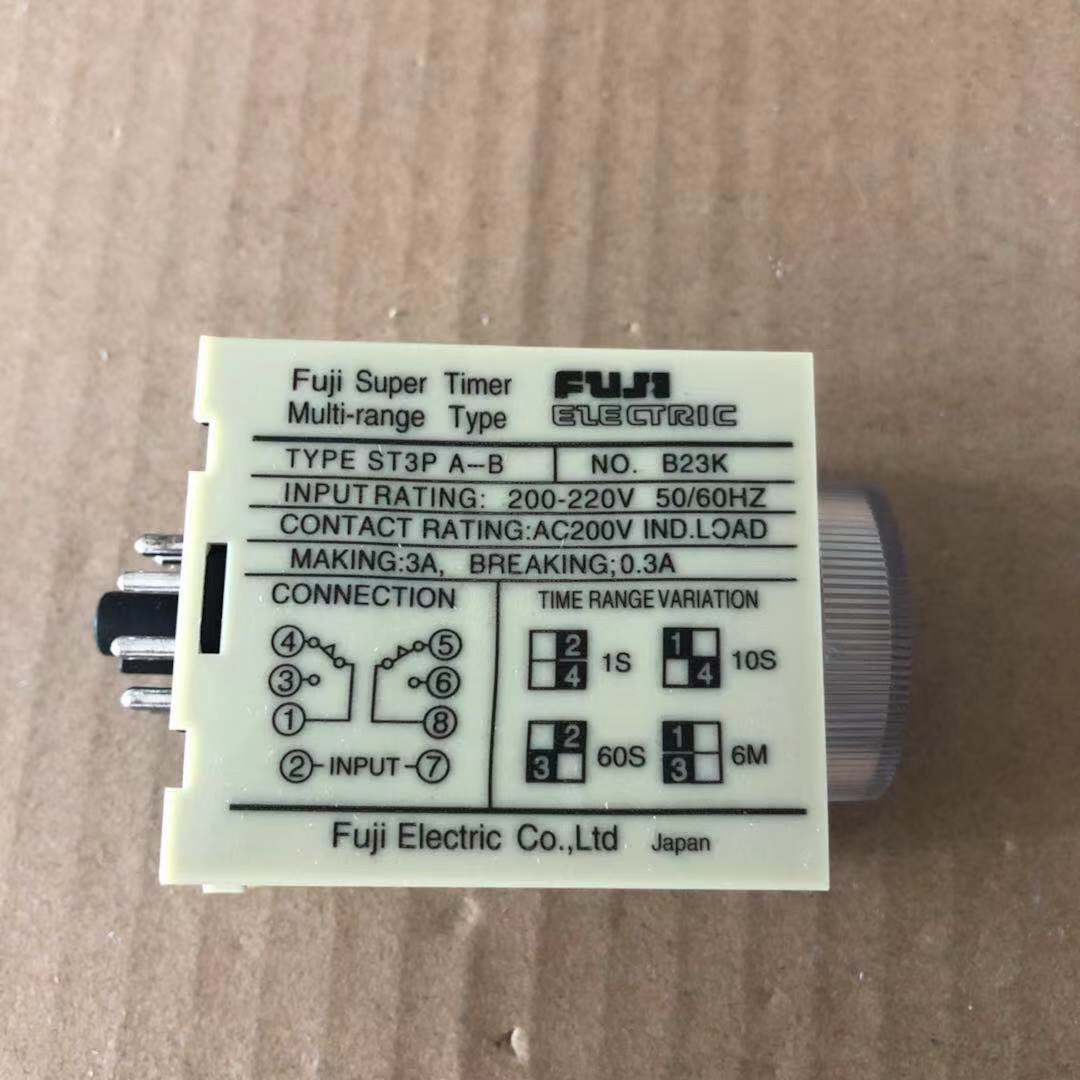 Fuji Super Timer FUJI
Multi-range Type ELECTRIC
TYPE ST3P A-B NO. B23K
INPUT RATING: 200-220V 50/60HZ
CONTACT RATING:AC200V IND.LOAD
MAKING:3A, BREAKING;0.3A
CONNECTION
4 5
3 6
1 8
2 -INPUT- 7
TIME RANGE VARIATION
2 4 1S
1 4 10S
2 3 60S
1 3 6M
Fuji Electric Co.,Ltd Japan